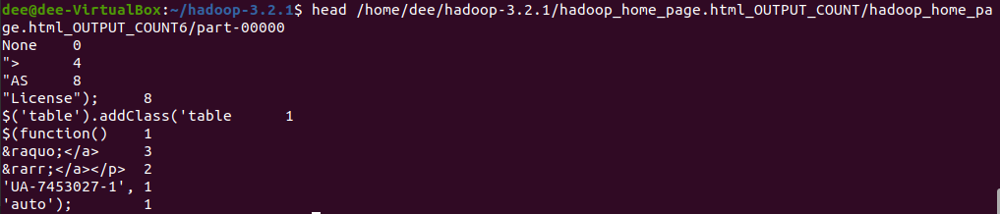 dee@dee-VirtualBox:~/hadoop-3.2.1$ head /home/dee/hadoop-3.2.1/hadoop_home_page.html_OUTPUT_COUNT/hadoop_home_pa
ge.html_OUTPUT_COUNT6/part-00000
None	0
">	4
"AS	8
"License");	8
$('table').addClass('table	1
$(function()	1
&raquo;</a>	3
&rarr;</a></p>	2
'UA-7453027-1',	1
'auto');	1